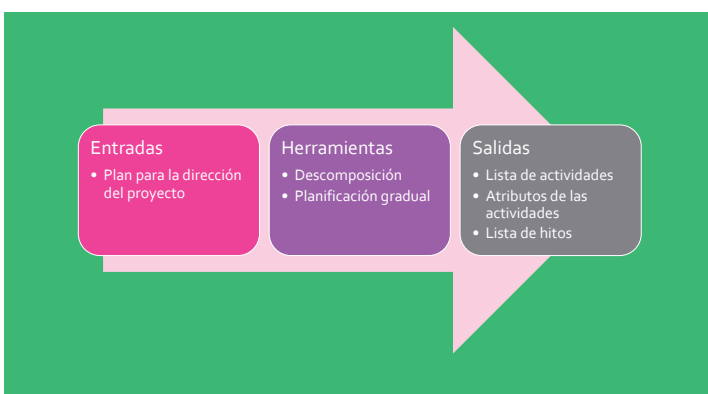 Entradas
• Plan para la dirección
del proyecto
Herramientas
• Descomposición
• Planificación gradual
Salidas
• Lista de actividades
• Atributos de las
actividades
• Lista de hitos